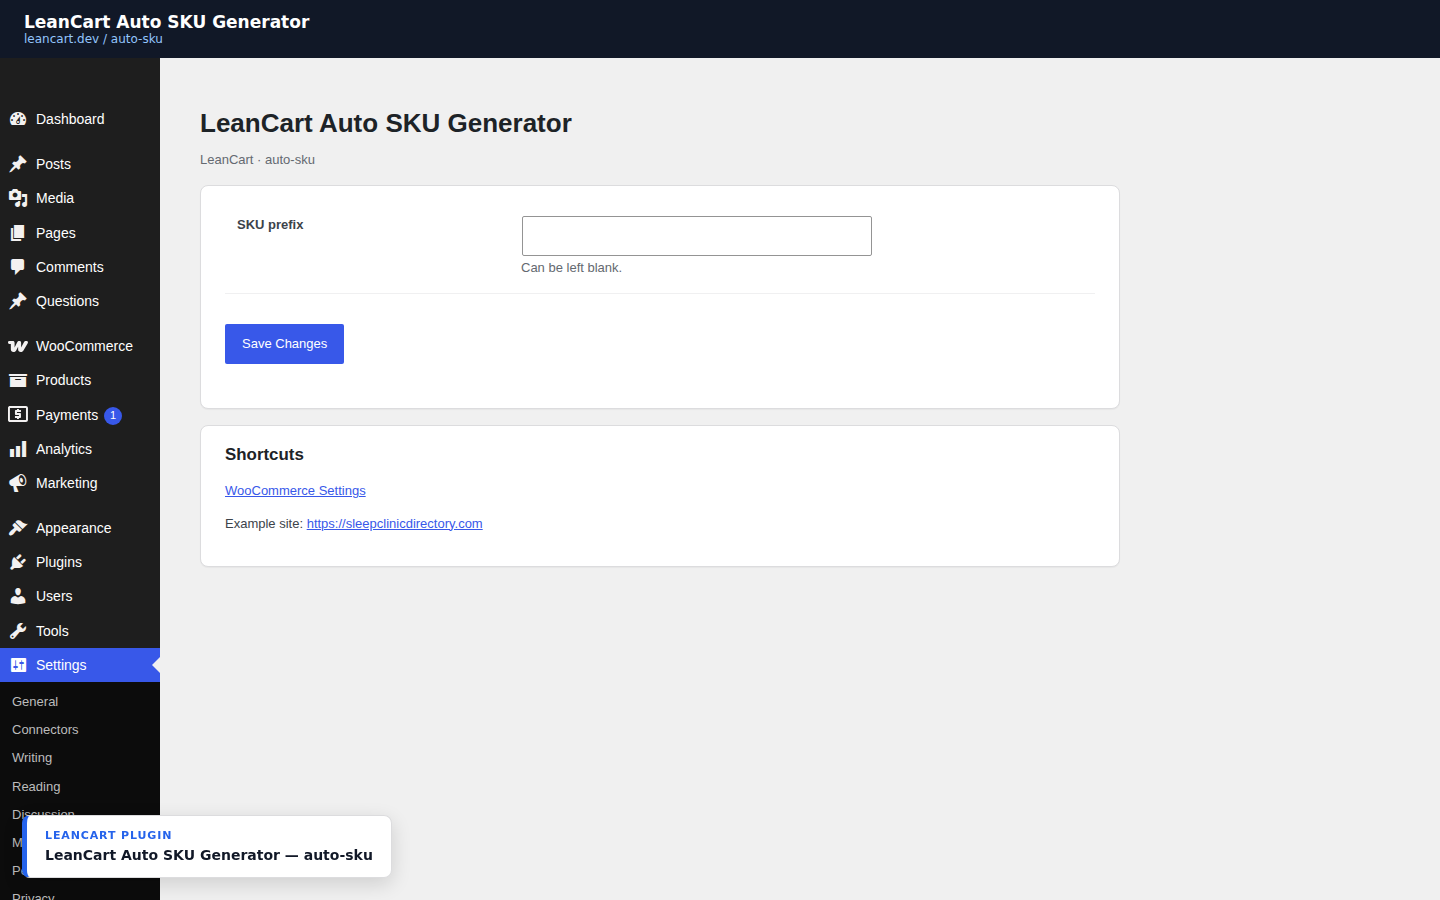 LeanCart Auto SKU Generator
leancart.dev / auto-sku
Dashboard
Posts
Media
Pages
Comments
Questions
WooCommerce
Products
Payments 1
Analytics
Marketing
Appearance
Plugins
Users
Tools
Settings
General
Connectors
Writing
Reading
Discussion
Privacy
LeanCart Auto SKU Generator
LeanCart · auto-sku
SKU prefix
Can be left blank.
Save Changes
Shortcuts
WooCommerce Settings
Example site: https://sleepclinicdirectory.com
LEANCART PLUGIN
LeanCart Auto SKU Generator — auto-sku